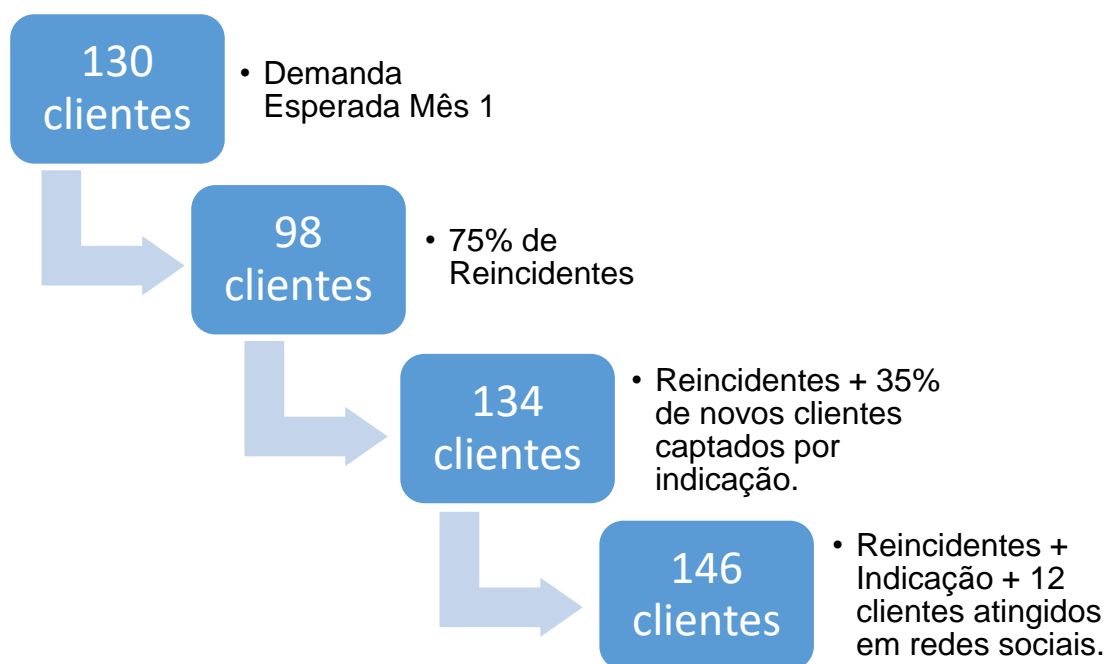 130
clientes
• Demanda
Esperada Mês 1
98
clientes
• 75% de
Reincidentes
134
clientes
• Reincidentes + 35%
de novos clientes
captados por
indicação.
146
clientes
• Reincidentes +
Indicação + 12
clientes atingidos
em redes sociais.